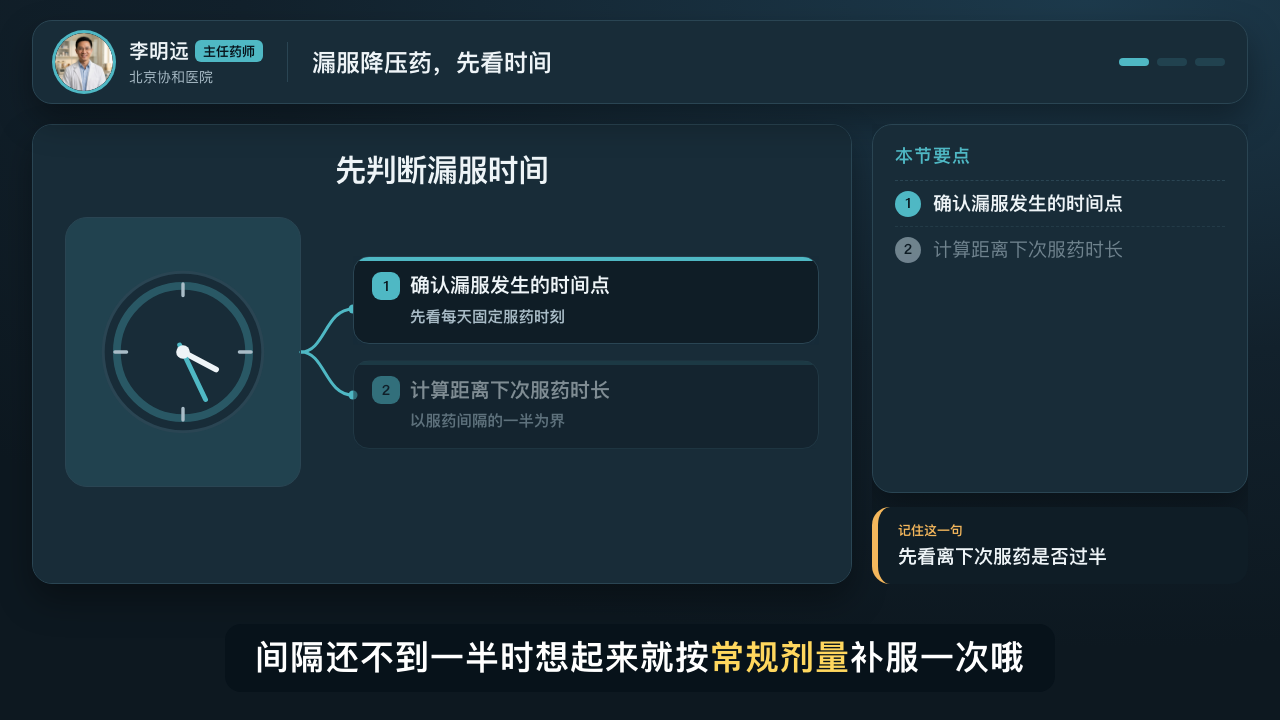 李明远 主任药师
北京协和医院
漏服降压药，先看时间
先判断漏服时间
1 确认漏服发生的时间点
先看每天固定服药时刻
2 计算距离下次服药时长
以服药间隔的一半为界
本节要点
1 确认漏服发生的时间点
2 计算距离下次服药时长
记住这一句
先看离下次服药是否过半
间隔还不到一半时想起来就按常规剂量补服一次哦